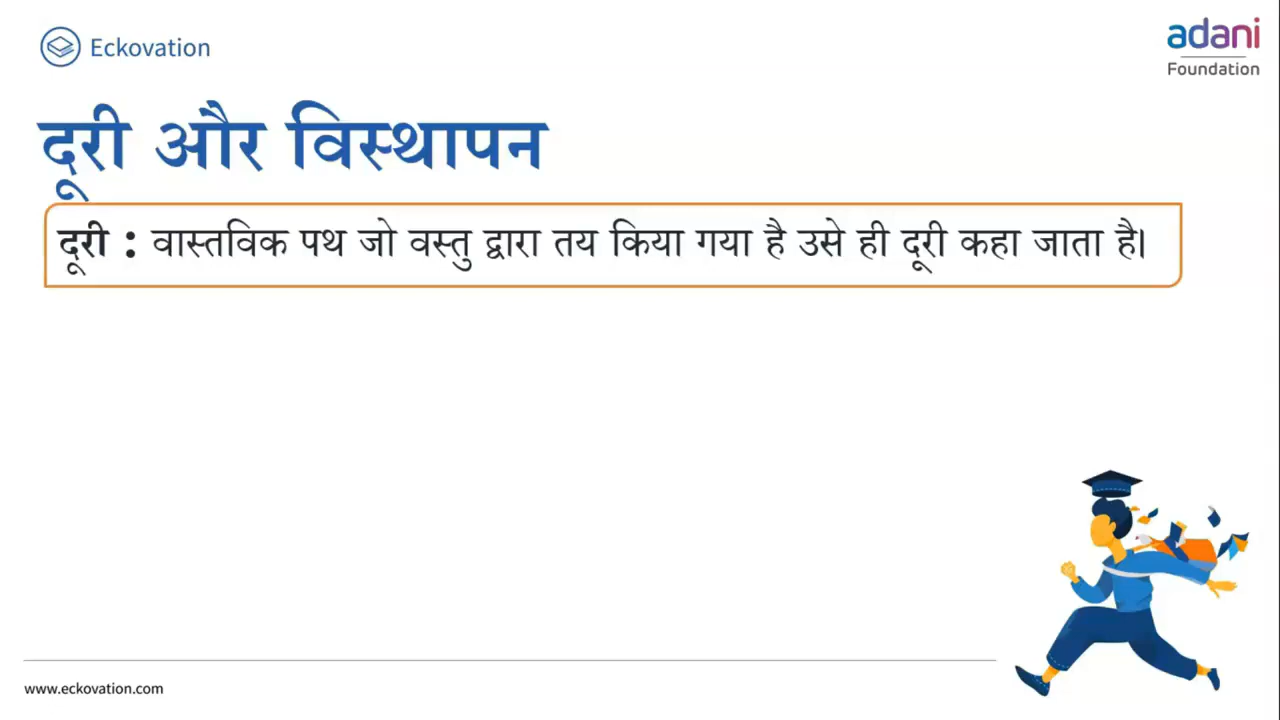 Eckovation
adani
Foundation
दूरी और विस्थापन
दूरी : वास्तविक पथ जो वस्तु द्वारा तय किया गया है उसे ही दूरी कहा जाता है।
www.eckovation.com